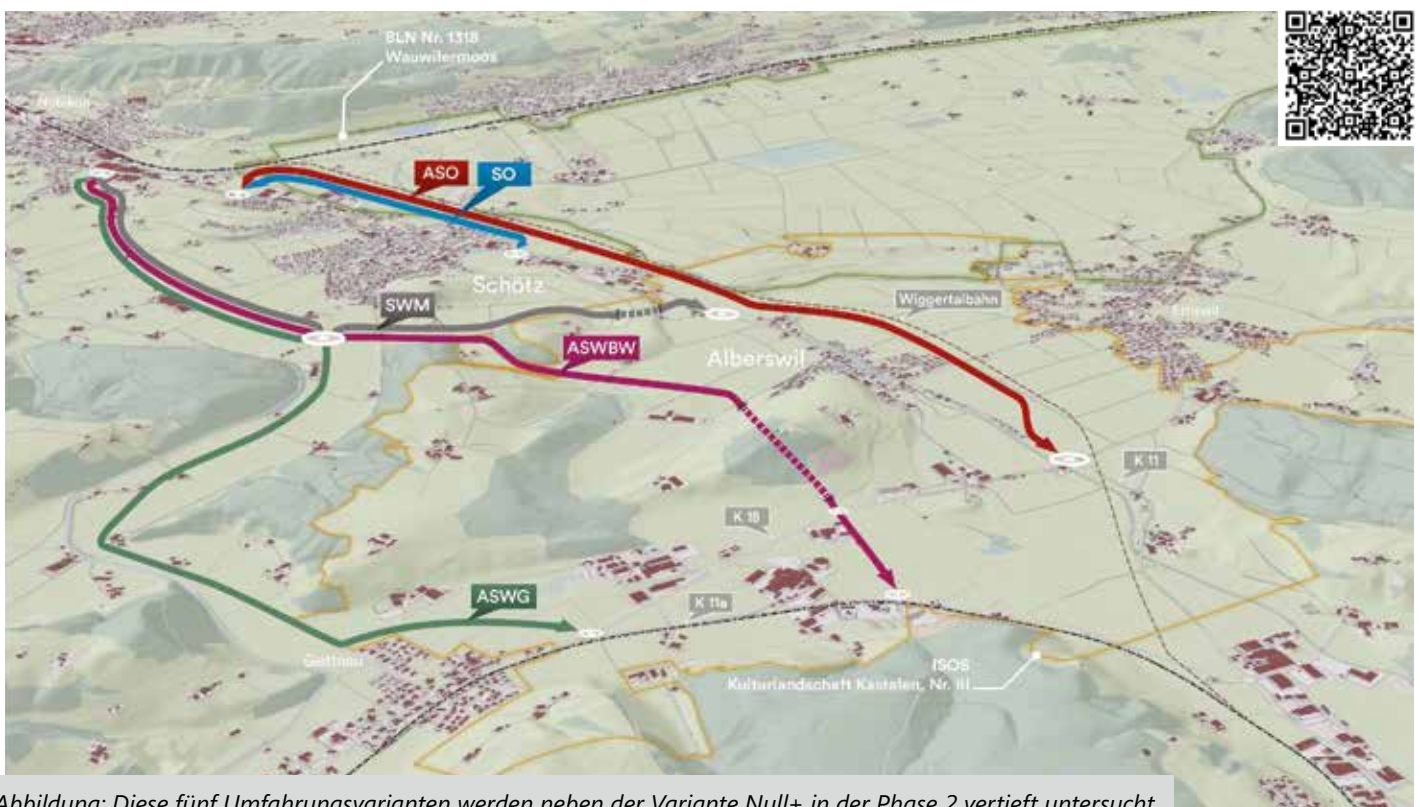 BLN Nr. 1318
Wauwilermoos
Nebikon
ASO
SO
Schötz
SWM
Wiggertalbahn
Ettiswil
ASWBW
Alberswil
K 11
K 18
ASWG
K 11a
Gettnau
ISOS
Kulturlandschaft Kastelen, Nr. III
Abbildung: Diese fünf Umfahrungsvarianten werden neben der Variante Null+ in der Phase 2 vertieft untersucht.